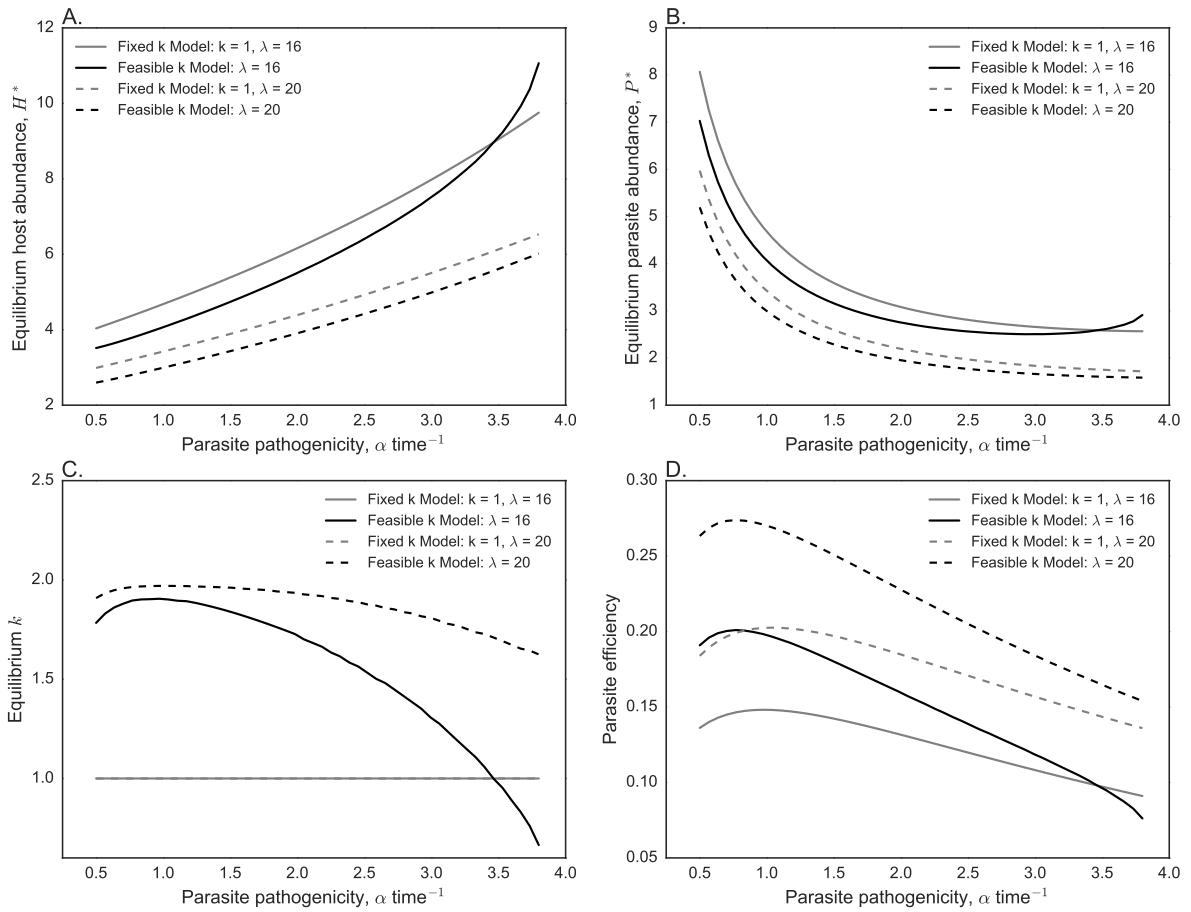 A.
12
10
8
6
4
2
Equilibrium host abundance, H*
Fixed k Model: k = 1, λ = 16
Feasible k Model: λ = 16
Fixed k Model: k = 1, λ = 20
Feasible k Model: λ = 20
0.5 1.0 1.5 2.0 2.5 3.0 3.5 4.0
Parasite pathogenicity, α time⁻¹
B.
9
8
7
6
5
4
3
2
1
Equilibrium parasite abundance, P*
Fixed k Model: k = 1, λ = 16
Feasible k Model: λ = 16
Fixed k Model: k = 1, λ = 20
Feasible k Model: λ = 20
0.5 1.0 1.5 2.0 2.5 3.0 3.5 4.0
Parasite pathogenicity, α time⁻¹
C.
2.5
2.0
1.5
1.0
Equilibrium k
Fixed k Model: k = 1, λ = 16
Feasible k Model: λ = 16
Fixed k Model: k = 1, λ = 20
Feasible k Model: λ = 20
0.5 1.0 1.5 2.0 2.5 3.0 3.5 4.0
Parasite pathogenicity, α time⁻¹
D.
0.30
0.25
0.20
0.15
0.10
0.05
Parasite efficiency
Fixed k Model: k = 1, λ = 16
Feasible k Model: λ = 16
Fixed k Model: k = 1, λ = 20
Feasible k Model: λ = 20
0.5 1.0 1.5 2.0 2.5 3.0 3.5 4.0
Parasite pathogenicity, α time⁻¹